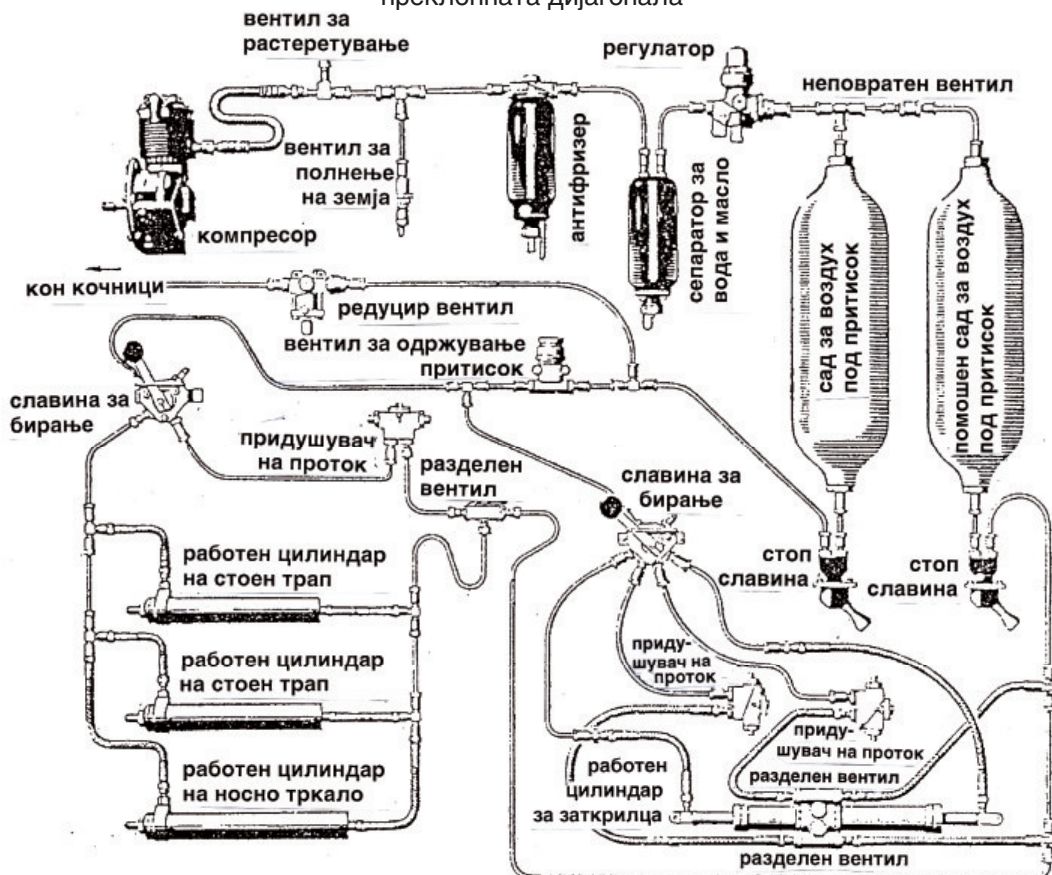 преклопната дијагонала
вентил за
растеретување
регулатор
неповратен вентил
вентил за
полнење
на земја
антифризер
сепаратор за
вода и масло
компресор
сад за воздух
под притисок
помошен сад за воздух
под притисок
кон кочници
редуцир вентил
вентил за одржување
притисок
славина за
бирање
придушувач
на проток
разделен
вентил
славина за
бирање
стоп
славина
стоп
славина
работен цилиндар
на стоен трап
работен цилиндар
на стоен трап
работен цилиндар
на носно тркало
приду-
шувач на
проток
приду-
шувач на проток
работен
цилиндар
за заткрилца
разделен вентил
разделен вентил